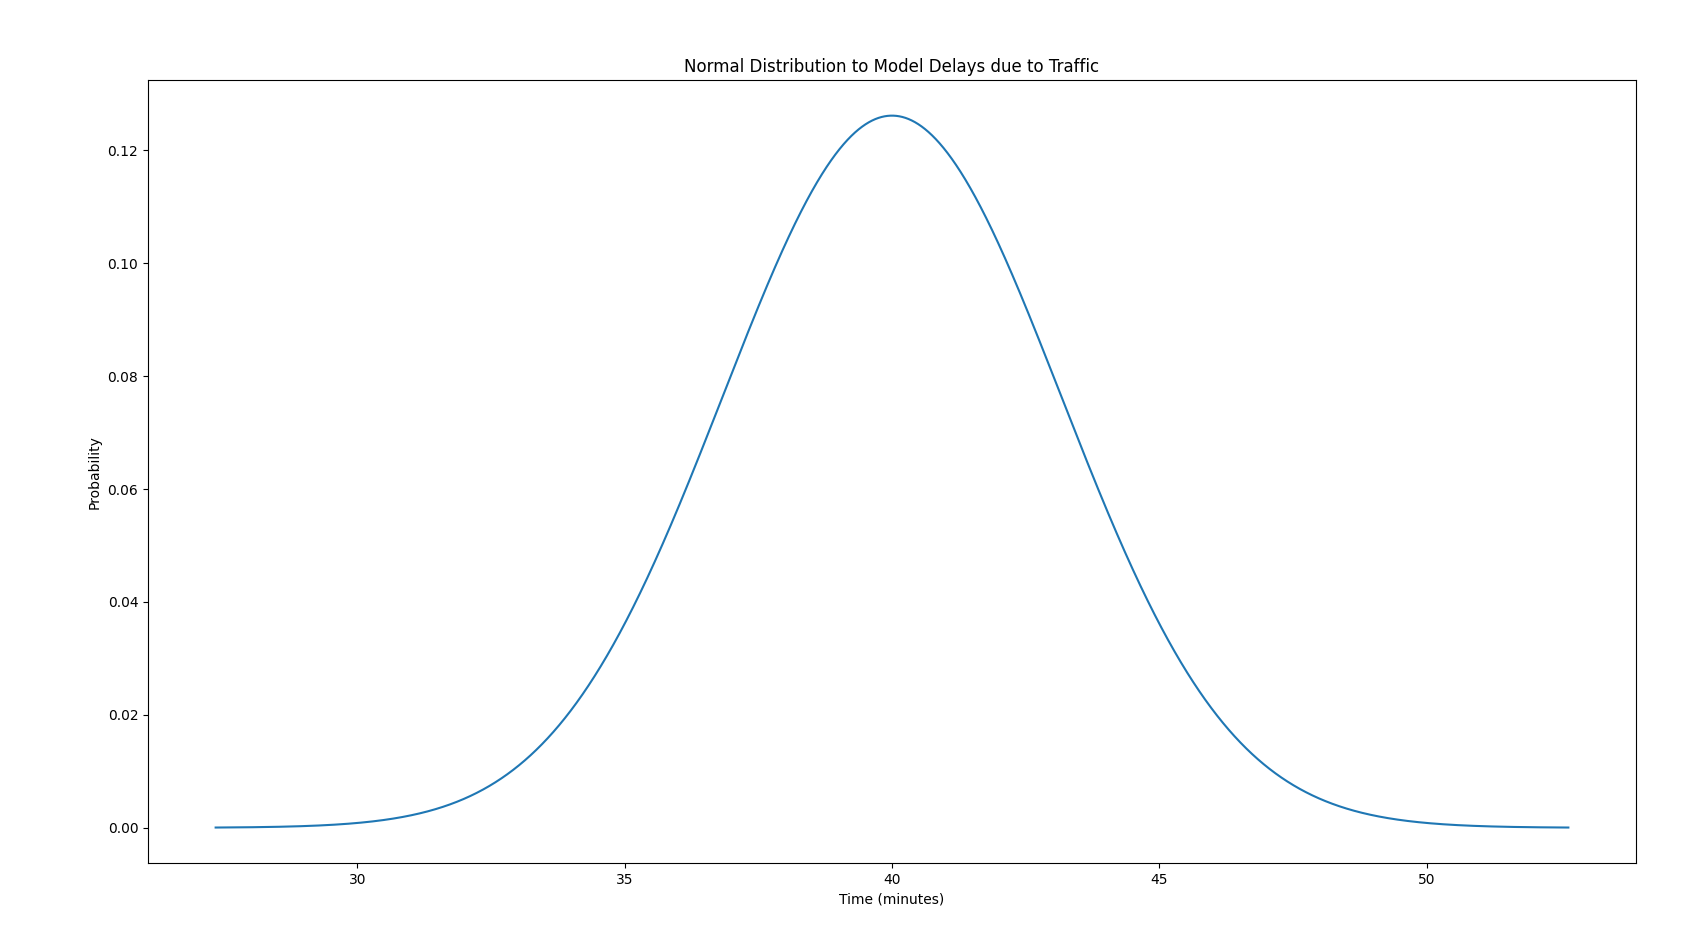 Normal Distribution to Model Delays due to Traffic
0.12
0.10
0.08
0.06
0.04
0.02
0.00
Probability
30 35 40 45 50
Time (minutes)